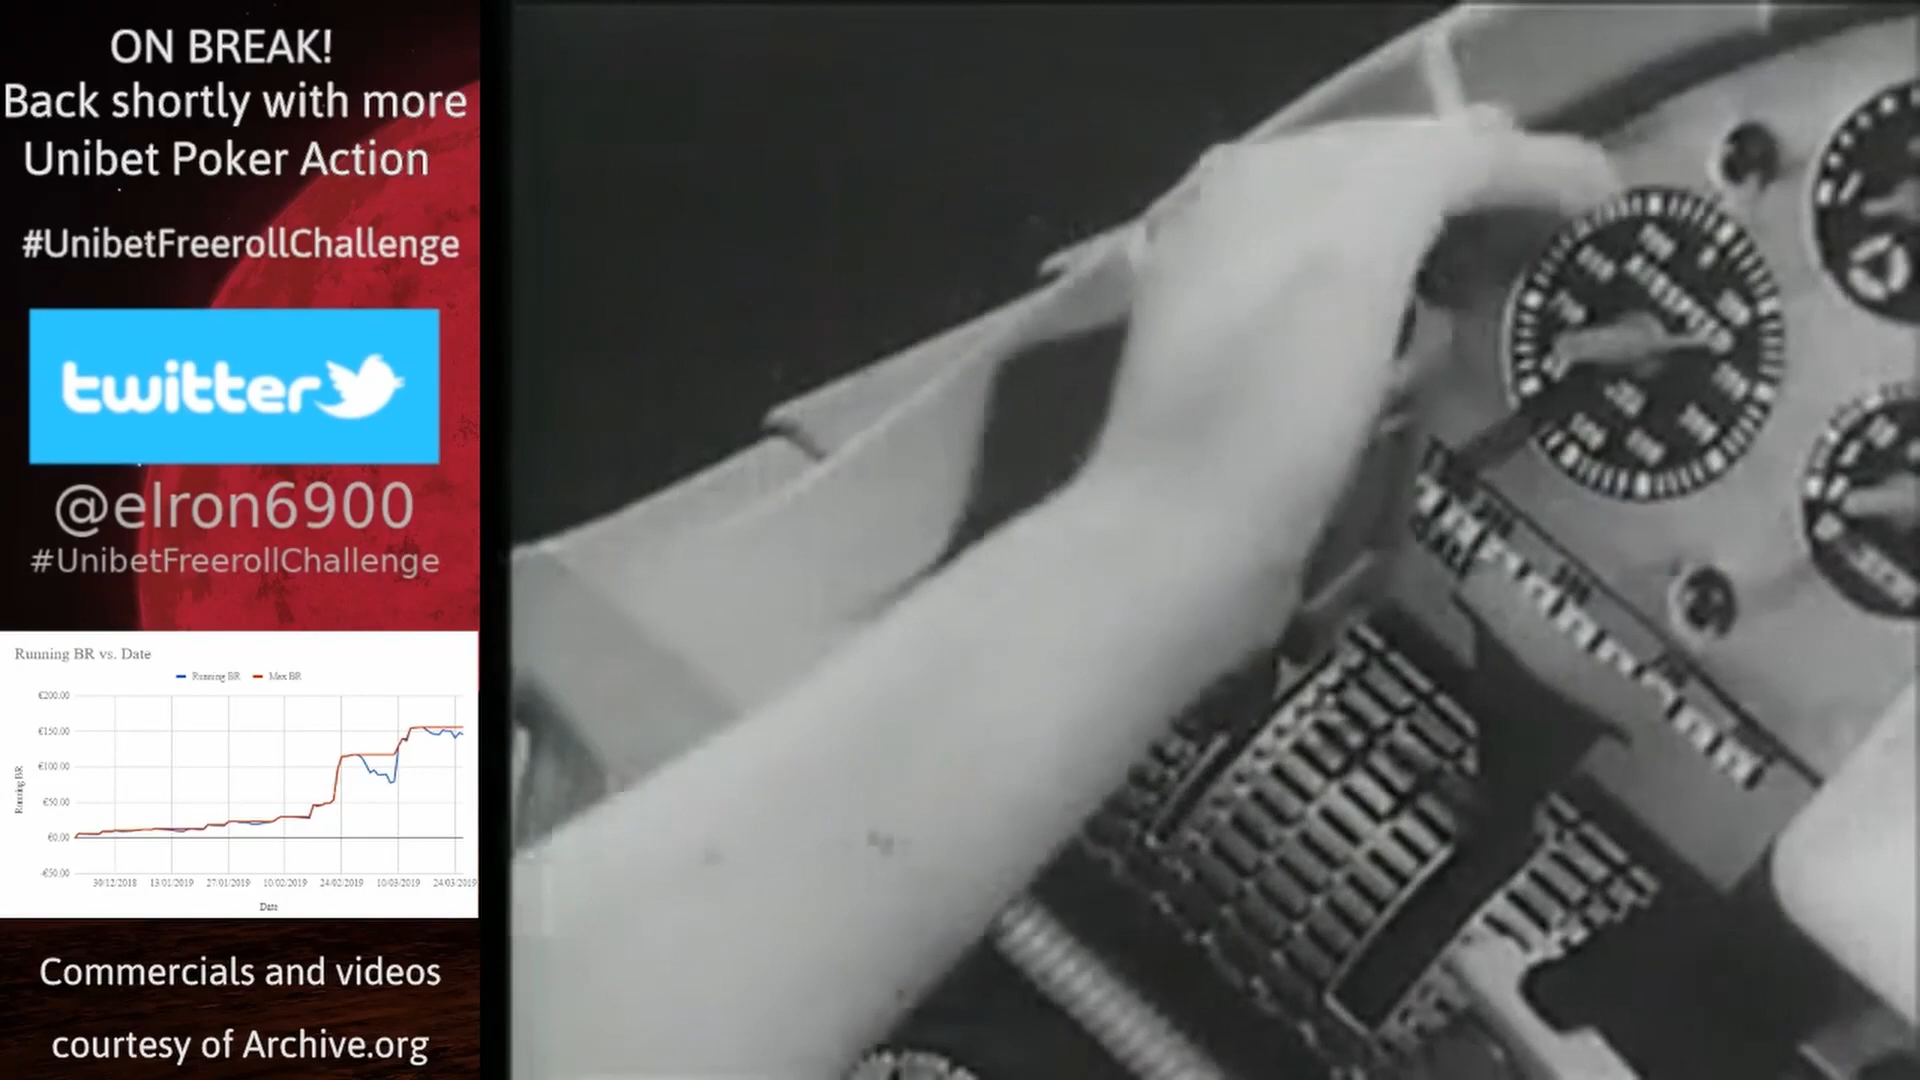 ON BREAK!
Back shortly with more
Unibet Poker Action
#UnibetFreerollChallenge
twitter
@elron6900
#UnibetFreerollChallenge
Running BR vs. Date
Running BR
Max BR
€200.00
€150.00
€100.00
€50.00
€0.00
-€50.00
Running BR
30/12/2018
13/01/2019
27/01/2019
10/02/2019
24/02/2019
10/03/2019
24/03/2019
Date
Commercials and videos
courtesy of Archive.org
AIRSPEED